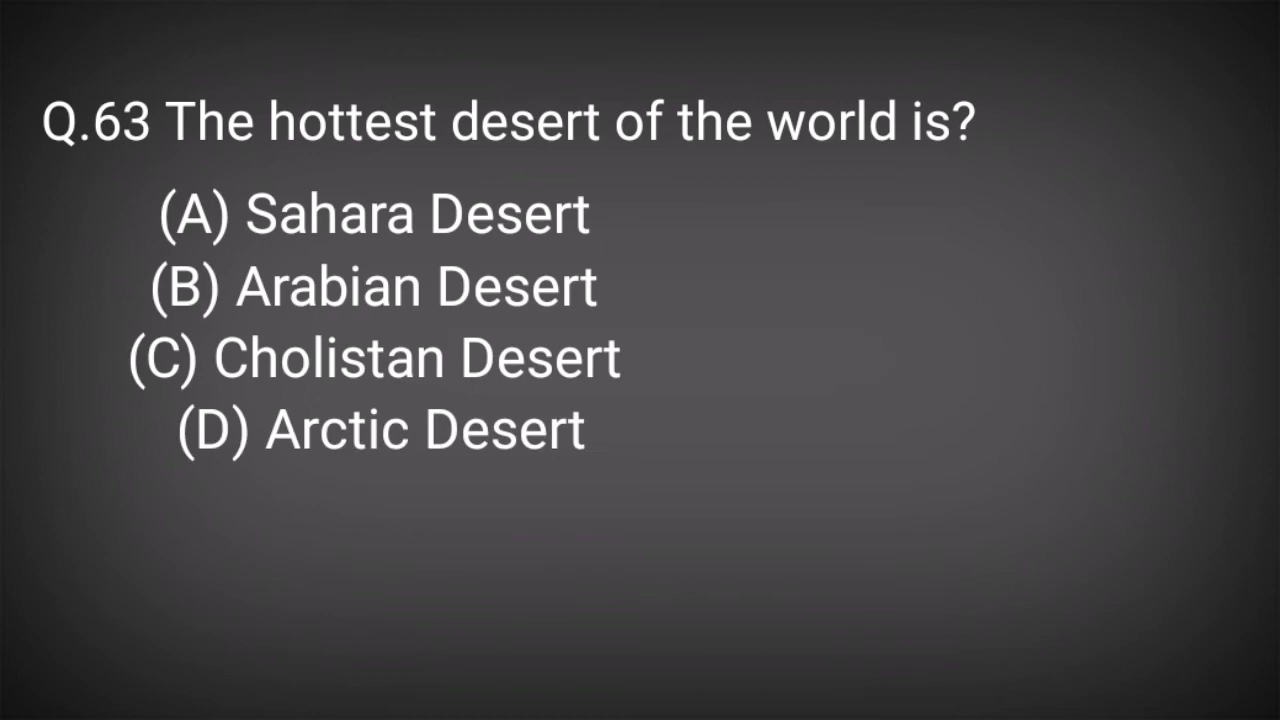 Q.63 The hottest desert of the world is?
(A) Sahara Desert
(B) Arabian Desert
(C) Cholistan Desert
(D) Arctic Desert